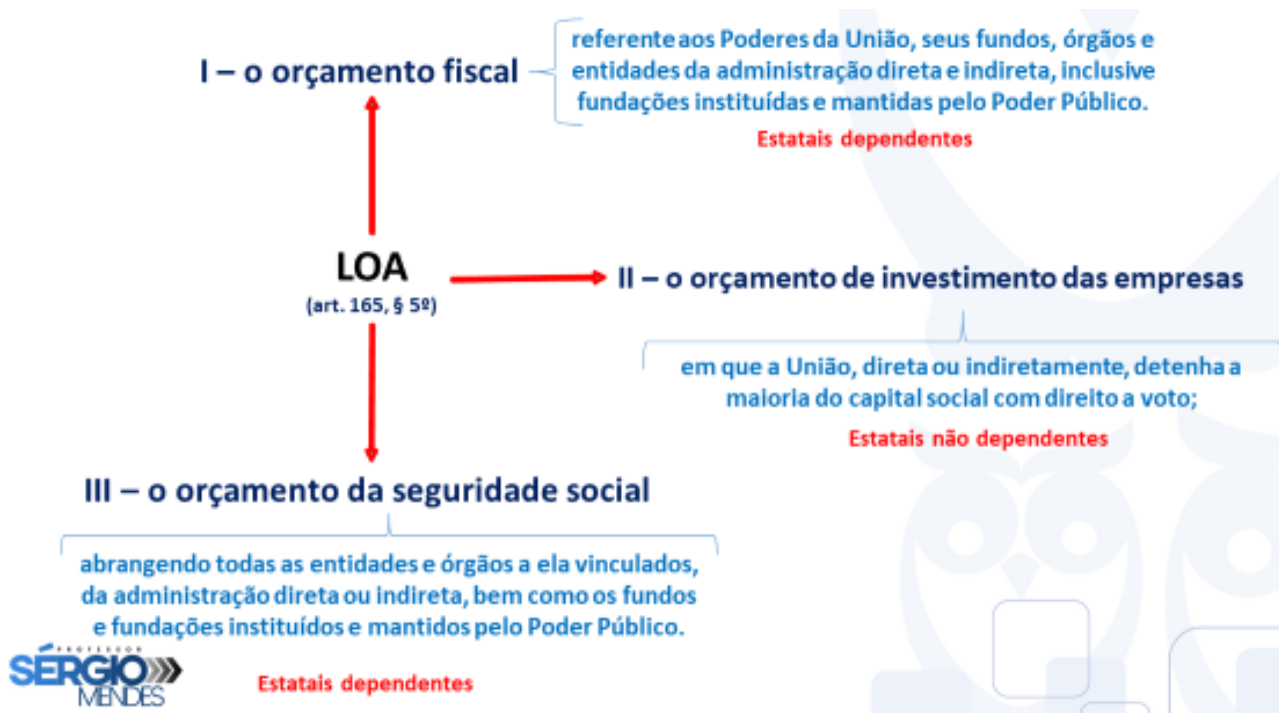 I – o orçamento fiscal
referente aos Poderes da União, seus fundos, órgãos e
entidades da administração direta e indireta, inclusive
fundações instituídas e mantidas pelo Poder Público.
Estatais dependentes
LOA
(art. 165, § 5º)
II – o orçamento de investimento das empresas
em que a União, direta ou indiretamente, detenha a
maioria do capital social com direito a voto;
Estatais não dependentes
III – o orçamento da seguridade social
abrangendo todas as entidades e órgãos a ela vinculados,
da administração direta ou indireta, bem como os fundos
e fundações instituídos e mantidos pelo Poder Público.
Estatais dependentes
PROFESSOR
SÉRGIO
MENDES